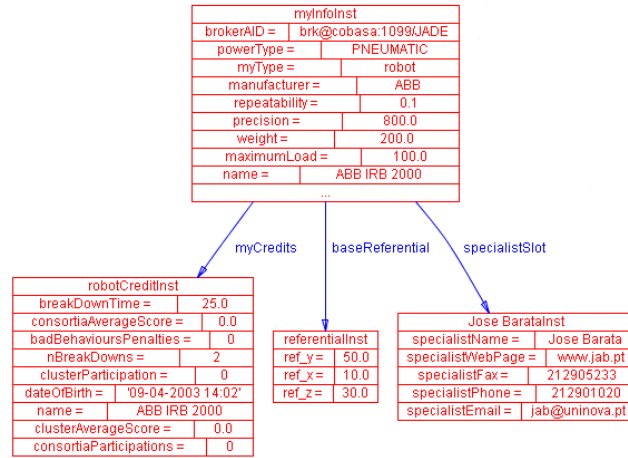 myInfoInst
brokerAID = brk@cobasa:1099/JADE
powerType = PNEUMATIC
myType = robot
manufacturer = ABB
repeatability = 0.1
precision = 800.0
weight = 200.0
maximumLoad = 100.0
name = ABB IRB 2000
...
myCredits baseReferential specialistSlot
robotCreditInst
breakDownTime = 25.0
consortiaAverageScore = 0.0
badBehavioursPenalties = 0
nBreakDowns = 2
clusterParticipation = 0
dateOfBirth = '09-04-2003 14:02'
name = ABB IRB 2000
clusterAverageScore = 0.0
consortiaParticipations = 0
referentialInst
ref_y = 50.0
ref_x = 10.0
ref_z = 30.0
Jose BarataInst
specialistName = Jose Barata
specialistWebPage = www.jab.pt
specialistFax = 212905233
specialistPhone = 212901020
specialistEmail = jab@uninova.pt